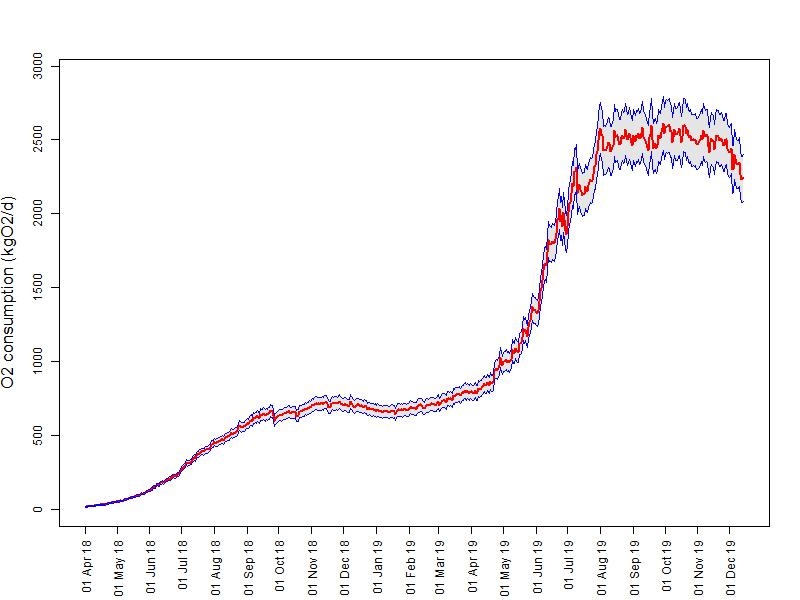 O2 consumption (kgO2/d)
3000
2500
2000
1500
1000
500
0
01 Apr 18
01 May 18
01 Jun 18
01 Jul 18
01 Aug 18
01 Sep 18
01 Oct 18
01 Nov 18
01 Dec 18
01 Jan 19
01 Feb 19
01 Mar 19
01 Apr 19
01 May 19
01 Jun 19
01 Jul 19
01 Aug 19
01 Sep 19
01 Oct 19
01 Nov 19
01 Dec 19